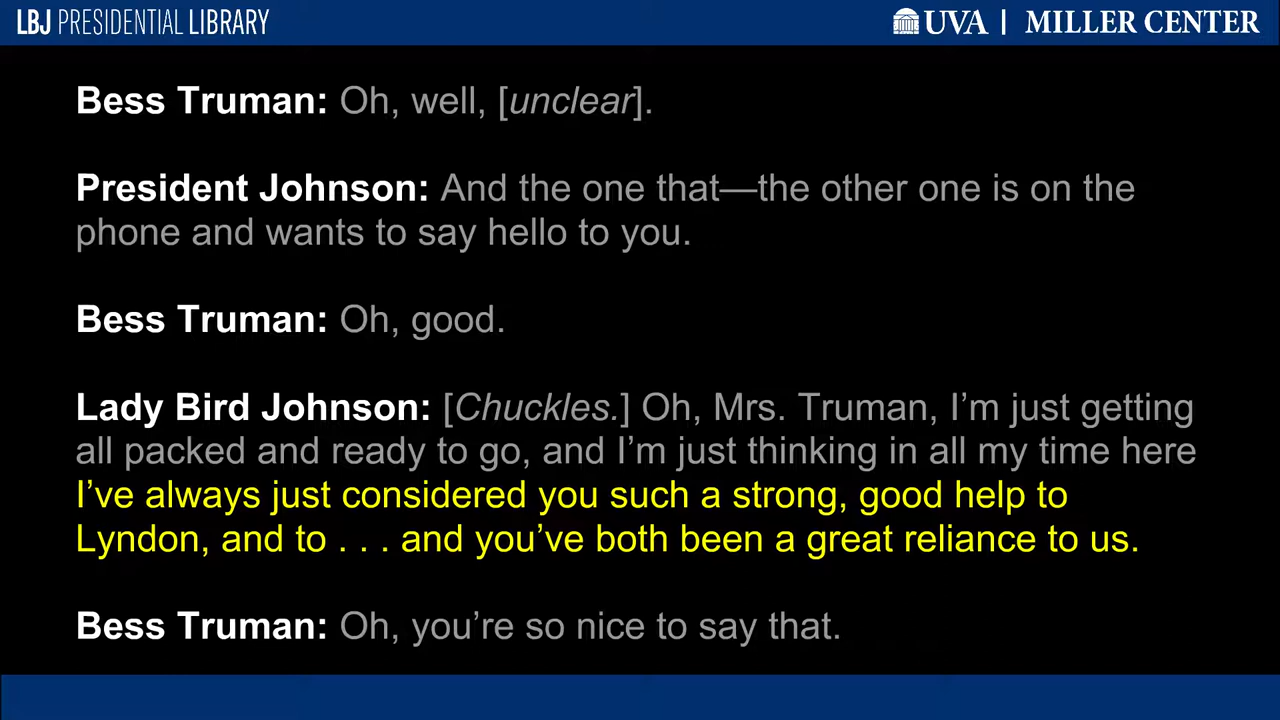 LBJ PRESIDENTIAL LIBRARY
UVA | MILLER CENTER
Bess Truman: Oh, well, [unclear].
President Johnson: And the one that—the other one is on the
phone and wants to say hello to you.
Bess Truman: Oh, good.
Lady Bird Johnson: [Chuckles.] Oh, Mrs. Truman, I’m just getting
all packed and ready to go, and I’m just thinking in all my time here
I’ve always just considered you such a strong, good help to
Lyndon, and to . . . and you’ve both been a great reliance to us.
Bess Truman: Oh, you’re so nice to say that.